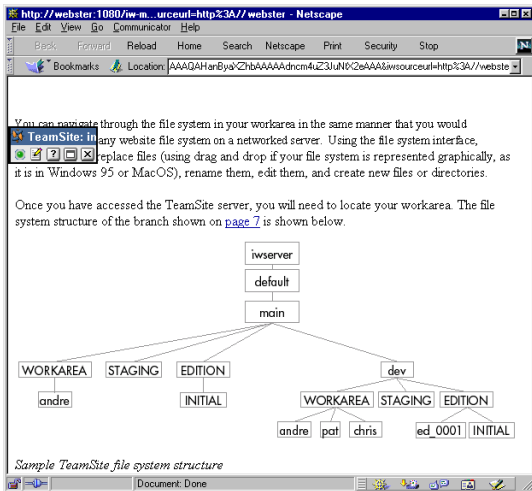 http://webster:1080/iw-m...urceurl=http%3A//webster - Netscape
File Edit View Go Communicator Help
Back Forward Reload Home Search Netscape Print Security Stop
Bookmarks Location:
You can navigate through the file system in your workarea in the same manner that you would
any website file system on a networked server. Using the file system interface,
TeamSite: in
replace files (using drag and drop if your file system is represented graphically, as
it is in Windows 95 or MacOS), rename them, edit them, and create new files or directories.
Once you have accessed the TeamSite server, you will need to locate your workarea. The file
system structure of the branch shown on page 7 is shown below.
iwserver
default
main
WORKAREA STAGING EDITION dev
andre INITIAL WORKAREA STAGING EDITION
andre pat chris ed_0001 INITIAL
Sample TeamSite file system structure
Document: Done